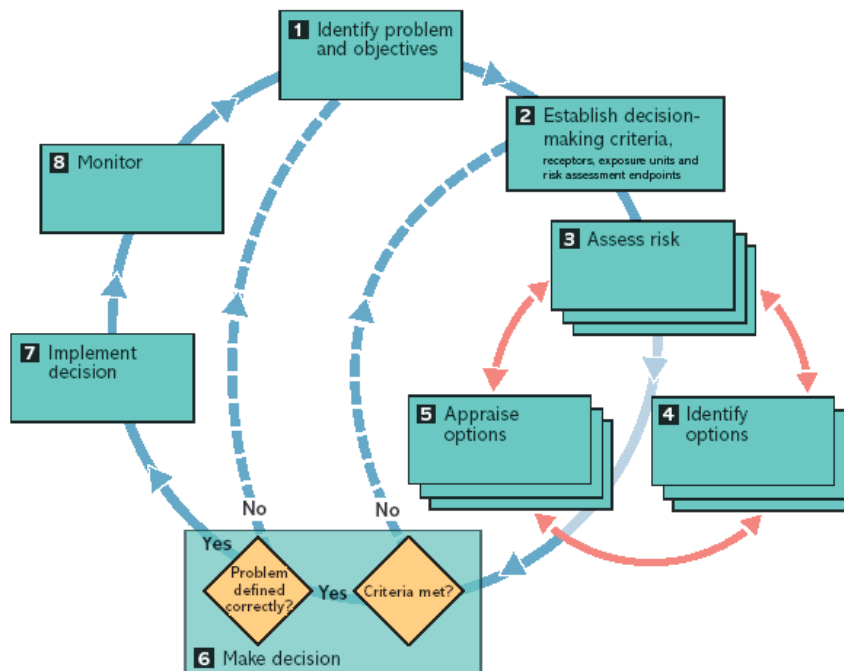 1 Identify problem
and objectives
2 Establish decision-
making criteria,
receptors, exposure units and
risk assessment endpoints
3 Assess risk
4 Identify
options
5 Appraise
options
No
No
Yes
Problem
defined
correctly?
Yes
Criteria met?
6 Make decision
7 Implement
decision
8 Monitor